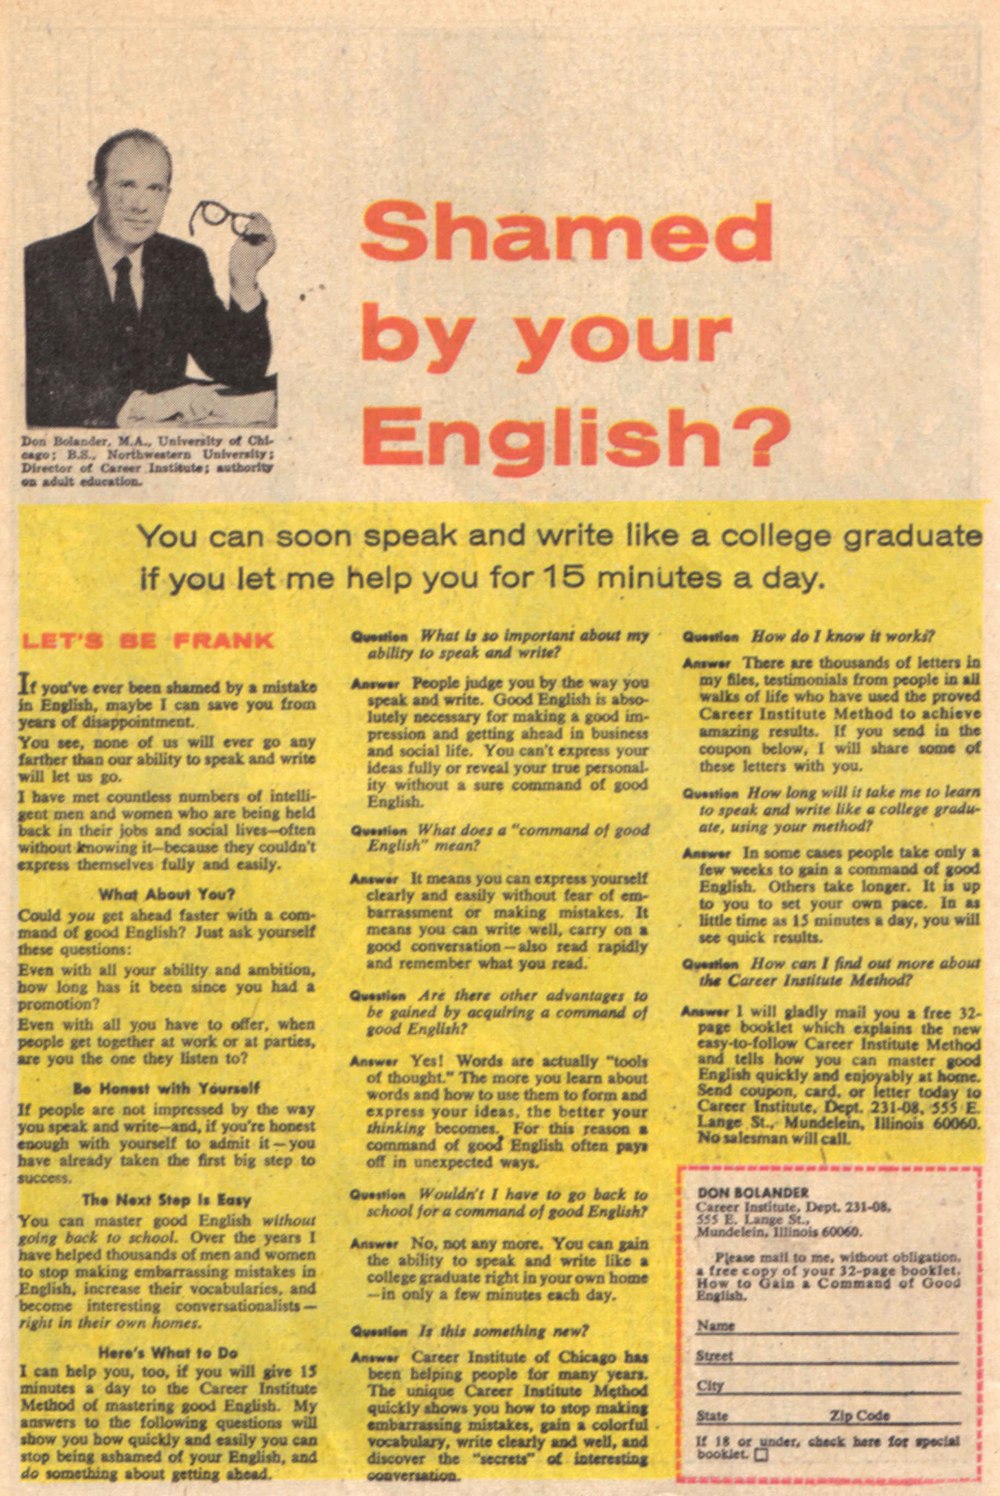 Shamed
by your
English?
Don Bolander, M.A., University of Chi-
cago; B.S., Northwestern University;
Director of Career Institute; authority
on adult education.
You can soon speak and write like a college graduate
if you let me help you for 15 minutes a day.
LET'S BE FRANK
If you've ever been shamed by a mistake
in English, maybe I can save you from
years of disappointment.
You see, none of us will ever go any
farther than our ability to speak and write
will let us go.
I have met countless numbers of intelli-
gent men and women who are being held
back in their jobs and social lives—often
without knowing it—because they couldn't
express themselves fully and easily.
What About You?
Could you get ahead faster with a com-
mand of good English? Just ask yourself
these questions:
Even with all your ability and ambition,
how long has it been since you had a
promotion?
Even with all you have to offer, when
people get together at work or at parties,
are you the one they listen to?
Be Honest with Yourself
If people are not impressed by the way
you speak and write—and, if you're honest
enough with yourself to admit it—you
have already taken the first big step to
success.
The Next Step Is Easy
You can master good English without
going back to school. Over the years I
have helped thousands of men and women
to stop making embarrassing mistakes in
English, increase their vocabularies, and
become interesting conversationalists—
right in their own homes.
Here's What to Do
I can help you, too, if you will give 15
minutes a day to the Career Institute
Method of mastering good English. My
answers to the following questions will
show you how quickly and easily you can
stop being ashamed of your English, and
do something about getting ahead.
Question What is so important about my
ability to speak and write?
Answer People judge you by the way you
speak and write. Good English is abso-
lutely necessary for making a good im-
pression and getting ahead in business
and social life. You can't express your
ideas fully or reveal your true personal-
ity without a sure command of good
English.
Question What does a "command of good
English" mean?
Answer It means you can express yourself
clearly and easily without fear of em-
barrassment or making mistakes. It
means you can write well, carry on a
good conversation—also read rapidly
and remember what you read.
Question Are there other advantages to
be gained by acquiring a command of
good English?
Answer Yes! Words are actually "tools
of thought." The more you learn about
words and how to use them to form and
express your ideas, the better your
thinking becomes. For this reason a
command of good English often pays
off in unexpected ways.
Question Wouldn't I have to go back to
school for a command of good English?
Answer No, not any more. You can gain
the ability to speak and write like a
college graduate right in your own home
—in only a few minutes each day.
Question Is this something new?
Answer Career Institute of Chicago has
been helping people for many years.
The unique Career Institute Method
quickly shows you how to stop making
embarrassing mistakes, gain a colorful
vocabulary, write clearly and well, and
discover the "secrets" of interesting
conversation.
Question How do I know it works?
Answer There are thousands of letters in
my files, testimonials from people in all
walks of life who have used the proved
Career Institute Method to achieve
amazing results. If you send in the
coupon below, I will share some of
these letters with you.
Question How long will it take me to learn
to speak and write like a college gradu-
ate, using your method?
Answer In some cases people take only a
few weeks to gain a command of good
English. Others take longer. It is up
to you to set your own pace. In as
little time as 15 minutes a day, you will
see quick results.
Question How can I find out more about
the Career Institute Method?
Answer I will gladly mail you a free 32-
page booklet which explains the new
easy-to-follow Career Institute Method
and tells how you can master good
English quickly and enjoyably at home.
Send coupon, card, or letter today to
Career Institute, Dept. 231-08, 555 E.
Lange St., Mundelein, Illinois 60060.
No salesman will call.
DON BOLANDER
Career Institute, Dept. 231-08,
555 E. Lange St.,
Mundelein, Illinois 60060.
Please mail to me, without obligation,
a free copy of your 32-page booklet.
How to Gain a Command of Good
English.
Name
Street
City
State Zip Code
If 18 or under, check here for special
booklet.